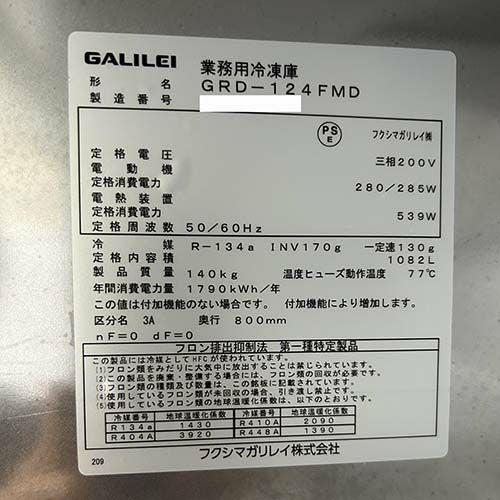 GALILEI 業務用冷凍庫
形 名 GRD-124FMD
製造番号
PS
E
フクシマガリレイ㈱
定格電圧 三相200V
電動機
定格消費電力 280/285W
電熱装置
定格消費電力 539W
定格周波数 50/60Hz
冷 媒 R-134a INV170g 一定速130g
定格内容積 1082L
製品質量 140kg 温度ヒューズ動作温度 77℃
年間消費電力量 1790kWh/年
この値は付加機能のない場合です。 付加機能により増加します。
区分名 3A 奥行 800mm
nF=0 dF=0
フロン排出抑制法 第一種特定製品
この製品には冷媒としてHFCが使われています。
(1)フロン類をみだりに大気中に放出することは禁じられています。
(2)この製品を廃棄・整備する場合には、フロン類の回収が必要です。
(3)フロン類の種類及び数量は、この銘板に記載されています。
(4)使用しているフロン類が未回収の場合、引き渡し禁止です。
(5)使用しているフロン類の地球温暖化係数は、以下のとおりです。
冷媒番号 地球温暖化係数 冷媒番号 地球温暖化係数
R134a 1430 R410A 2090
R404A 3920 R448A 1390
フクシマガリレイ株式会社
209